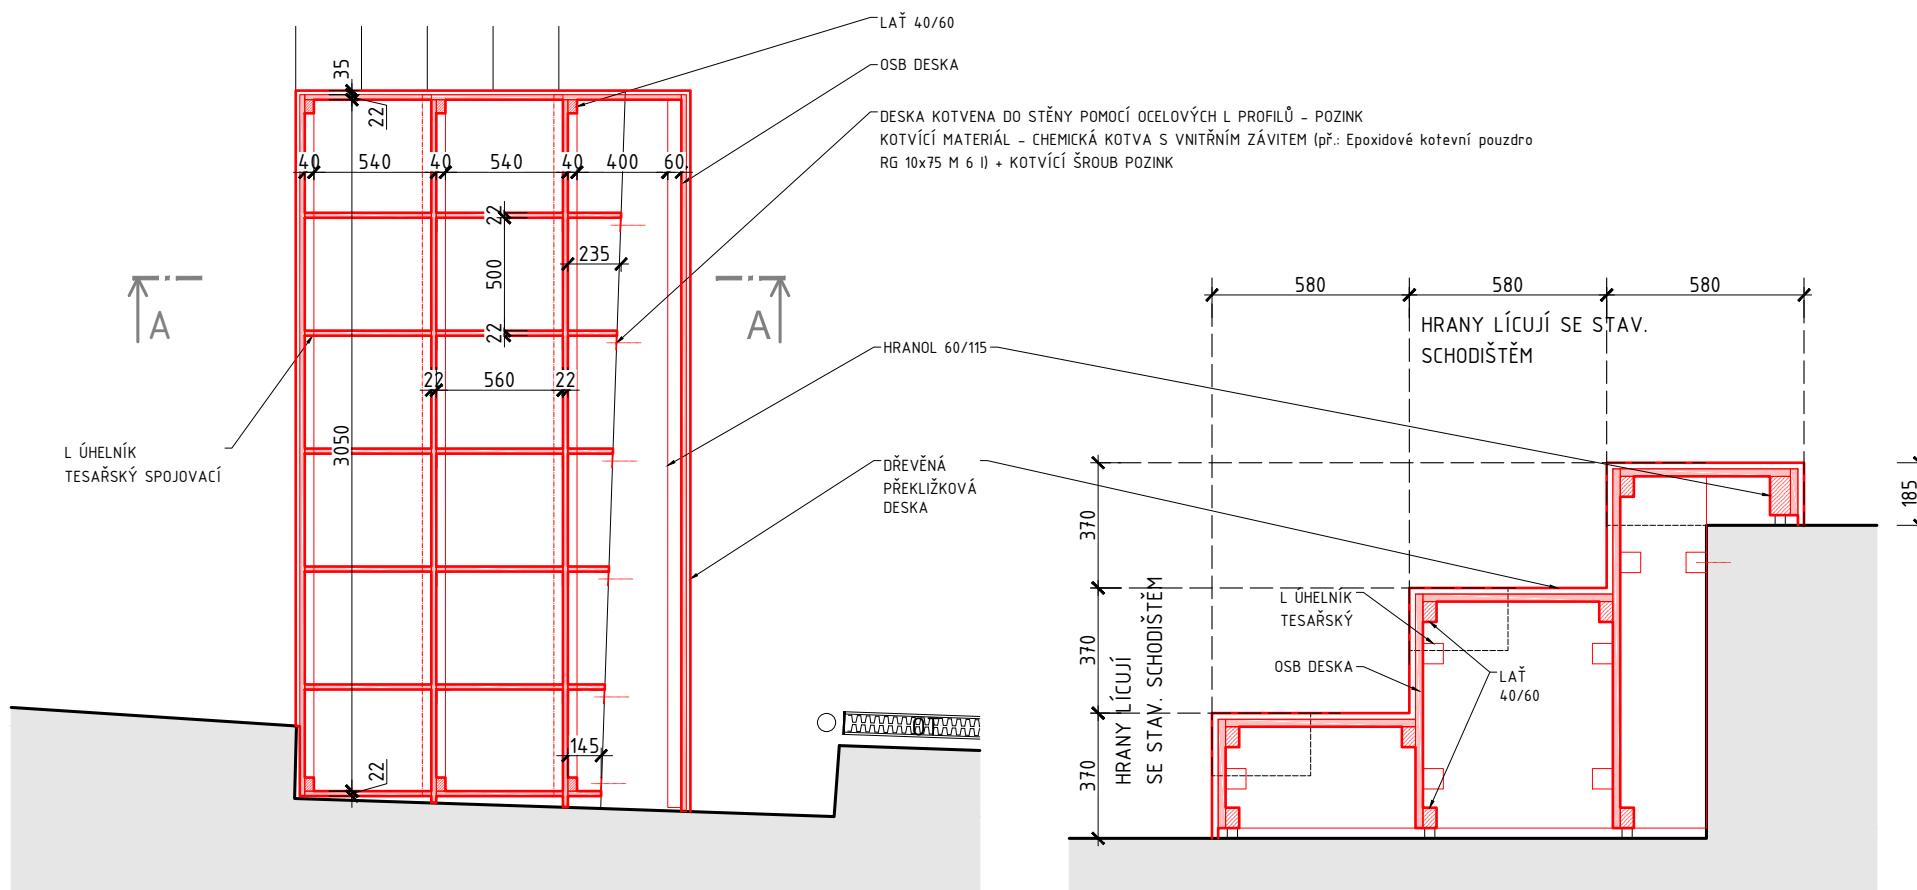 LAŤ 40/60
OSB DESKA
DESKA KOTVENA DO STĚNY POMOCÍ OCELOVÝCH L PROFILŮ - POZINK
KOTVÍCÍ MATERIÁL - CHEMICKÁ KOTVA S VNITŘNÍM ZÁVITEM (př.: Epoxidové kotevní pouzdro
RG 10x75 M 6 I) + KOTVÍCÍ ŠROUB POZINK
35
22
40 540 40 540 40 400 60
22
235
500
22
A
A
22 560 22
3050
L ÚHELNÍK
TESAŘSKÝ SPOJOVACÍ
HRANOL 60/115
DŘEVĚNÁ
PŘEKLIŽKOVÁ
DESKA
145
22
OT
580 580 580
HRANY LÍCUJÍ SE STAV.
SCHODIŠTĚM
185
370
370
370
HRANY LÍCUJÍ
SE STAV. SCHODIŠTĚM
L ÚHELNÍK
TESAŘSKÝ
OSB DESKA
LAŤ
40/60